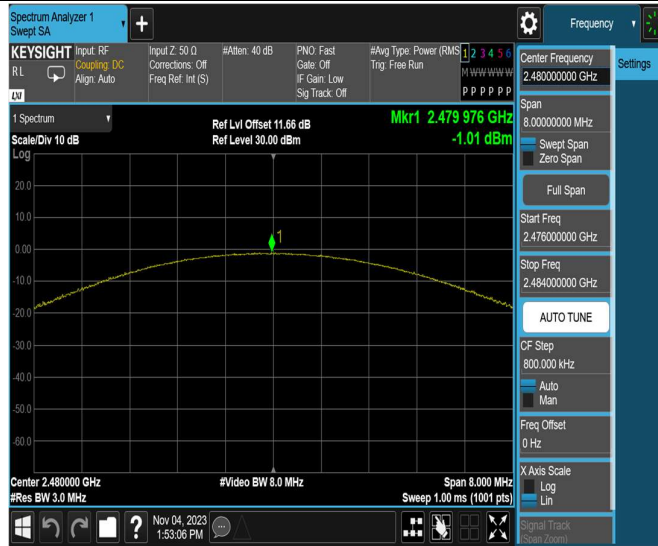 Spectrum Analyzer 1
Swept SA
Frequency
KEYSIGHT
Input: RF
Coupling: DC
Align: Auto
Input Z: 50 Ω
Corrections: Off
Freq Ref: Int (S)
#Atten: 40 dB
PNO: Fast
Gate: Off
IF Gain: Low
Sig Track: Off
#Avg Type: Power (RMS
Trig: Free Run
1 2 3 4 5 6
M W W W W W
P P P P P P
R L
LXI
1 Spectrum
Scale/Div 10 dB
Log
Ref Lvl Offset 11.66 dB
Ref Level 30.00 dBm
Mkr1 2.479 976 GHz
-1.01 dBm
20.0
10.0
0.00
-10.0
-20.0
-30.0
-40.0
-50.0
-60.0
1
Center 2.480000 GHz
#Res BW 3.0 MHz
#Video BW 8.0 MHz
Span 8.000 MHz
Sweep 1.00 ms (1001 pts)
Nov 04, 2023
1:53:06 PM
Center Frequency
2.480000000 GHz
Settings
Span
8.00000000 MHz
Swept Span
Zero Span
Full Span
Start Freq
2.476000000 GHz
Stop Freq
2.484000000 GHz
AUTO TUNE
CF Step
800.000 kHz
Auto
Man
Freq Offset
0 Hz
X Axis Scale
Log
Lin
Signal Track
(Span Zoom)